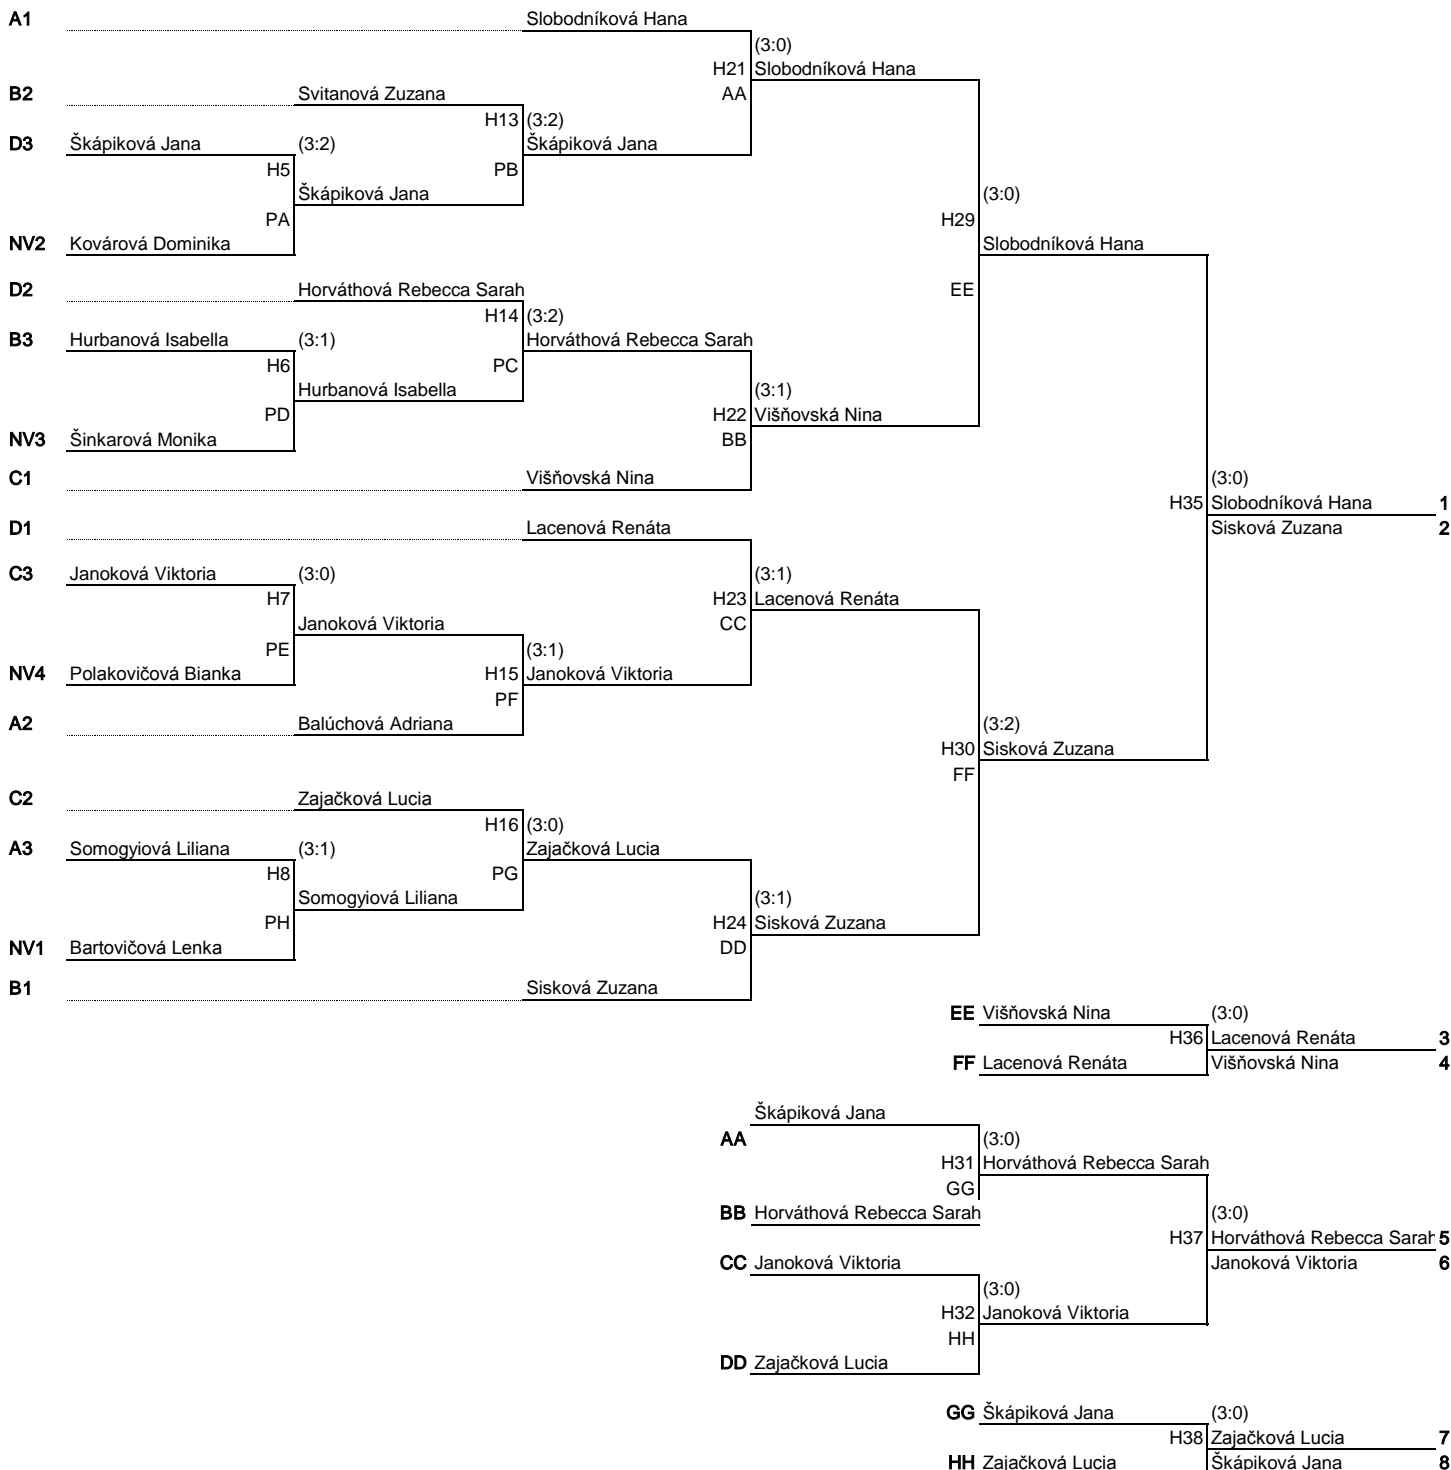 A1 Slobodníková Hana
(3:0)
H21 Slobodníková Hana
B2 Svitanová Zuzana AA
H13 (3:2)
D3 Škápiková Jana (3:2) Škápiková Jana
H5 PB
Škápiková Jana (3:0)
PA H29
NV2 Kovárová Dominika Slobodníková Hana
D2 Horváthová Rebecca Sarah EE
H14 (3:2)
B3 Hurbanová Isabella (3:1) Horváthová Rebecca Sarah
H6 PC
Hurbanová Isabella (3:1)
PD H22 Višňovská Nina
NV3 Šinkarová Monika BB
C1 Višňovská Nina (3:0)
H35 Slobodníková Hana 1
D1 Lacenová Renáta Sisková Zuzana 2
C3 Janoková Viktoria (3:0) (3:1)
H7 H23 Lacenová Renáta
Janoková Viktoria CC
PE (3:1)
NV4 Polakovičová Bianka H15 Janoková Viktoria
PF
A2 Balúchová Adriana (3:2)
H30 Sisková Zuzana
FF
C2 Zajačková Lucia
H16 (3:0)
A3 Somogyiová Liliana (3:1) Zajačková Lucia
H8 PG
Somogyiová Liliana (3:1)
PH H24 Sisková Zuzana
NV1 Bartovičová Lenka DD
B1 Sisková Zuzana
EE Višňovská Nina (3:0)
H36 Lacenová Renáta 3
FF Lacenová Renáta Višňovská Nina 4
Škápiková Jana
AA (3:0)
H31 Horváthová Rebecca Sarah
GG
BB Horváthová Rebecca Sarah (3:0)
H37 Horváthová Rebecca Sarah 5
CC Janoková Viktoria Janoková Viktoria 6
(3:0)
H32 Janoková Viktoria
HH
DD Zajačková Lucia
GG Škápiková Jana (3:0)
H38 Zajačková Lucia 7
HH Zajačková Lucia Škápiková Jana 8